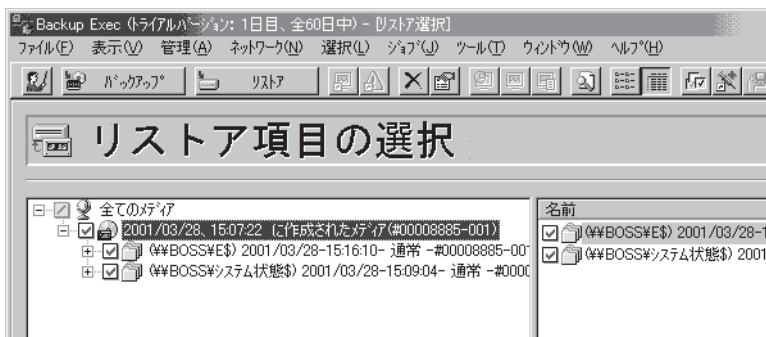 Backup Exec (トライアルバージョン: 1日目、全60日中) - [リストア選択]
ファイル(F) 表示(V) 管理(A) ネットワーク(N) 選択(L) ジョブ(J) ツール(T) ウィンドウ(W) ヘルプ(H)
バックアップ リストア
リストア項目の選択
全てのメディア
2001/03/28、15:07:22 に作成されたメディア(#00008885-001)
(¥¥BOSS¥E$) 2001/03/28-15:16:10- 通常 -#00008885-00
(¥¥BOSS¥システム状態$) 2001/03/28-15:09:04- 通常 -#0000
名前
(¥¥BOSS¥E$) 2001/03/28-1
(¥¥BOSS¥システム状態$) 2001